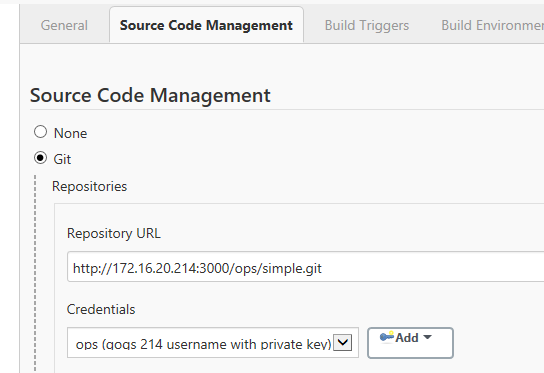 General
Source Code Management
Build Triggers
Build Environmen
Source Code Management
None
Git
Repositories
Repository URL
http://172.16.20.214:3000/ops/simple.git
Credentials
ops (gogs 214 username with private key)
Add